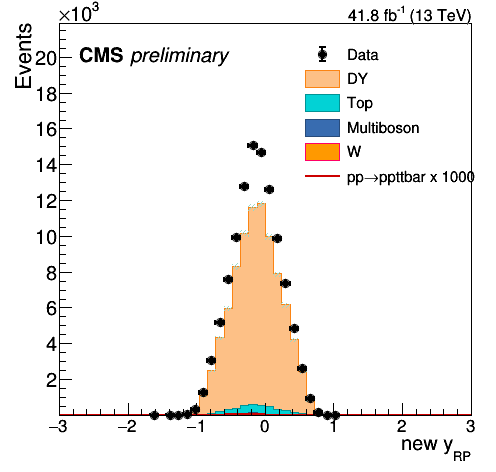 ×10³
41.8 fb⁻¹ (13 TeV)
Events
CMS preliminary
Data
DY
Top
Multiboson
W
pp→ppttbar x 1000
20
18
16
14
12
10
8
6
4
2
−3 −2 −1 0 1 2 3
new y_RP